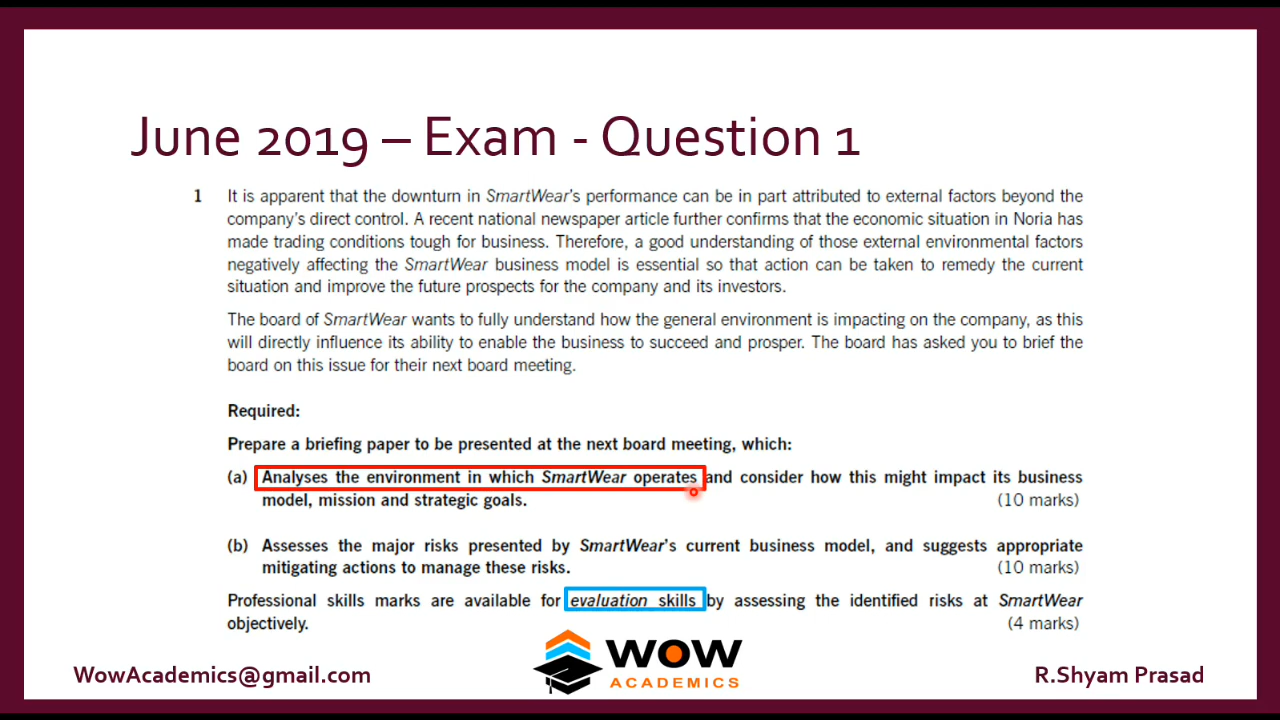 June 2019 – Exam - Question 1
1 It is apparent that the downturn in SmartWear's performance can be in part attributed to external factors beyond the
company's direct control. A recent national newspaper article further confirms that the economic situation in Noria has
made trading conditions tough for business. Therefore, a good understanding of those external environmental factors
negatively affecting the SmartWear business model is essential so that action can be taken to remedy the current
situation and improve the future prospects for the company and its investors.
The board of SmartWear wants to fully understand how the general environment is impacting on the company, as this
will directly influence its ability to enable the business to succeed and prosper. The board has asked you to brief the
board on this issue for their next board meeting.
Required:
Prepare a briefing paper to be presented at the next board meeting, which:
(a) Analyses the environment in which SmartWear operates and consider how this might impact its business
model, mission and strategic goals. (10 marks)
(b) Assesses the major risks presented by SmartWear's current business model, and suggests appropriate
mitigating actions to manage these risks. (10 marks)
Professional skills marks are available for evaluation skills by assessing the identified risks at SmartWear
objectively. (4 marks)
WowAcademics@gmail.com
WOW
ACADEMICS
R.Shyam Prasad